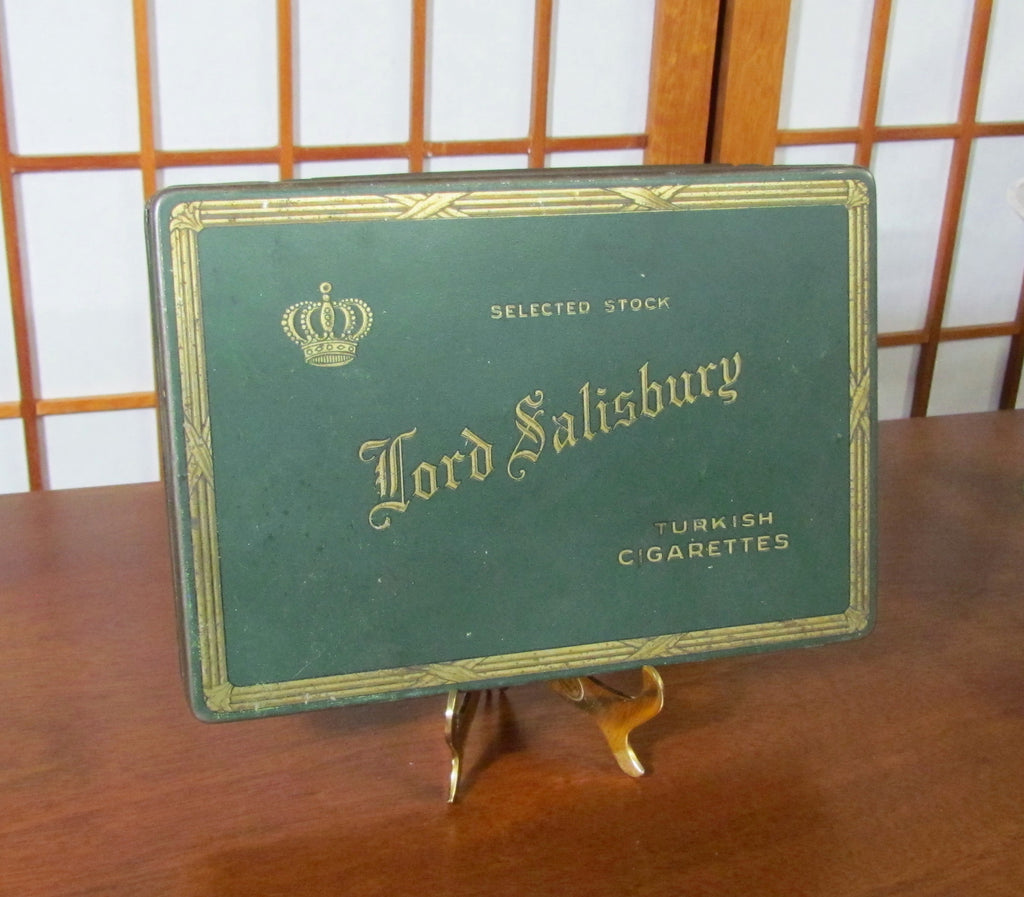 SELECTED STOCK
Lord Salisbury
TURKISH
CIGARETTES